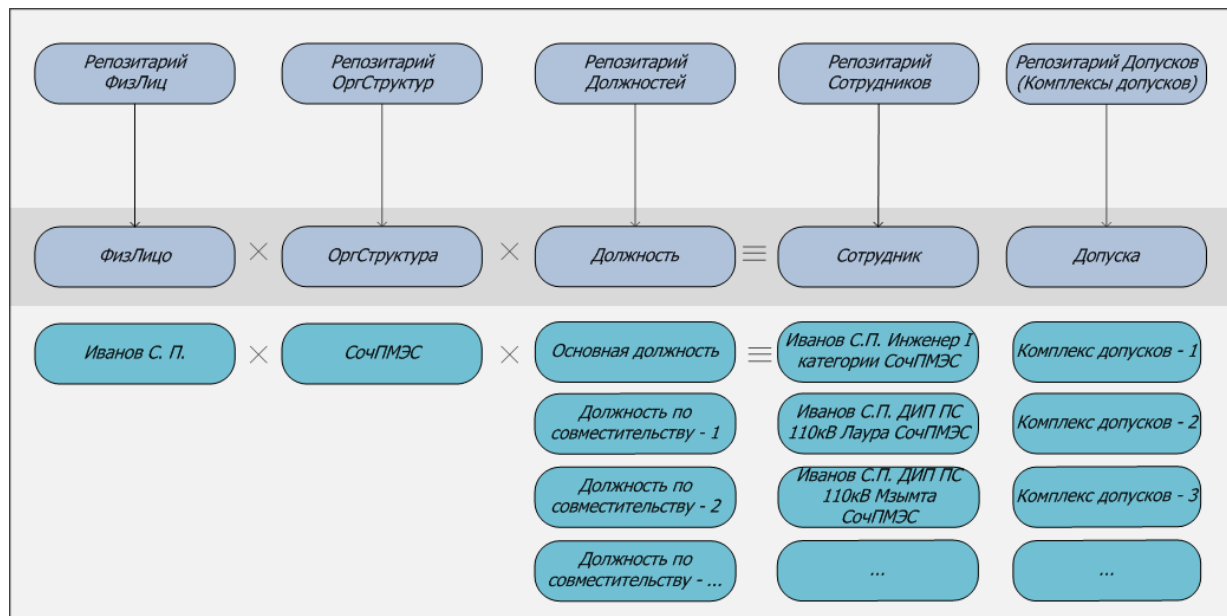 Репозитарий
ФизЛиц
Репозитарий
ОргСтруктур
Репозитарий
Должностей
Репозитарий
Сотрудников
Репозитарий Допусков
(Комплексы допусков)
ФизЛицо
×
ОргСтруктура
×
Должность
≡
Сотрудник
Допуска
Иванов С. П.
×
СочПМЭС
×
Основная должность
≡
Иванов С.П. Инженер I
категории СочПМЭС
Комплекс допусков - 1
Должность по
совместительству - 1
Иванов С.П. ДИП ПС
110кВ Лаура СочПМЭС
Комплекс допусков - 2
Должность по
совместительству - 2
Иванов С.П. ДИП ПС
110кВ Мзымта
СочПМЭС
Комплекс допусков - 3
Должность по
совместительству - ...
...
...